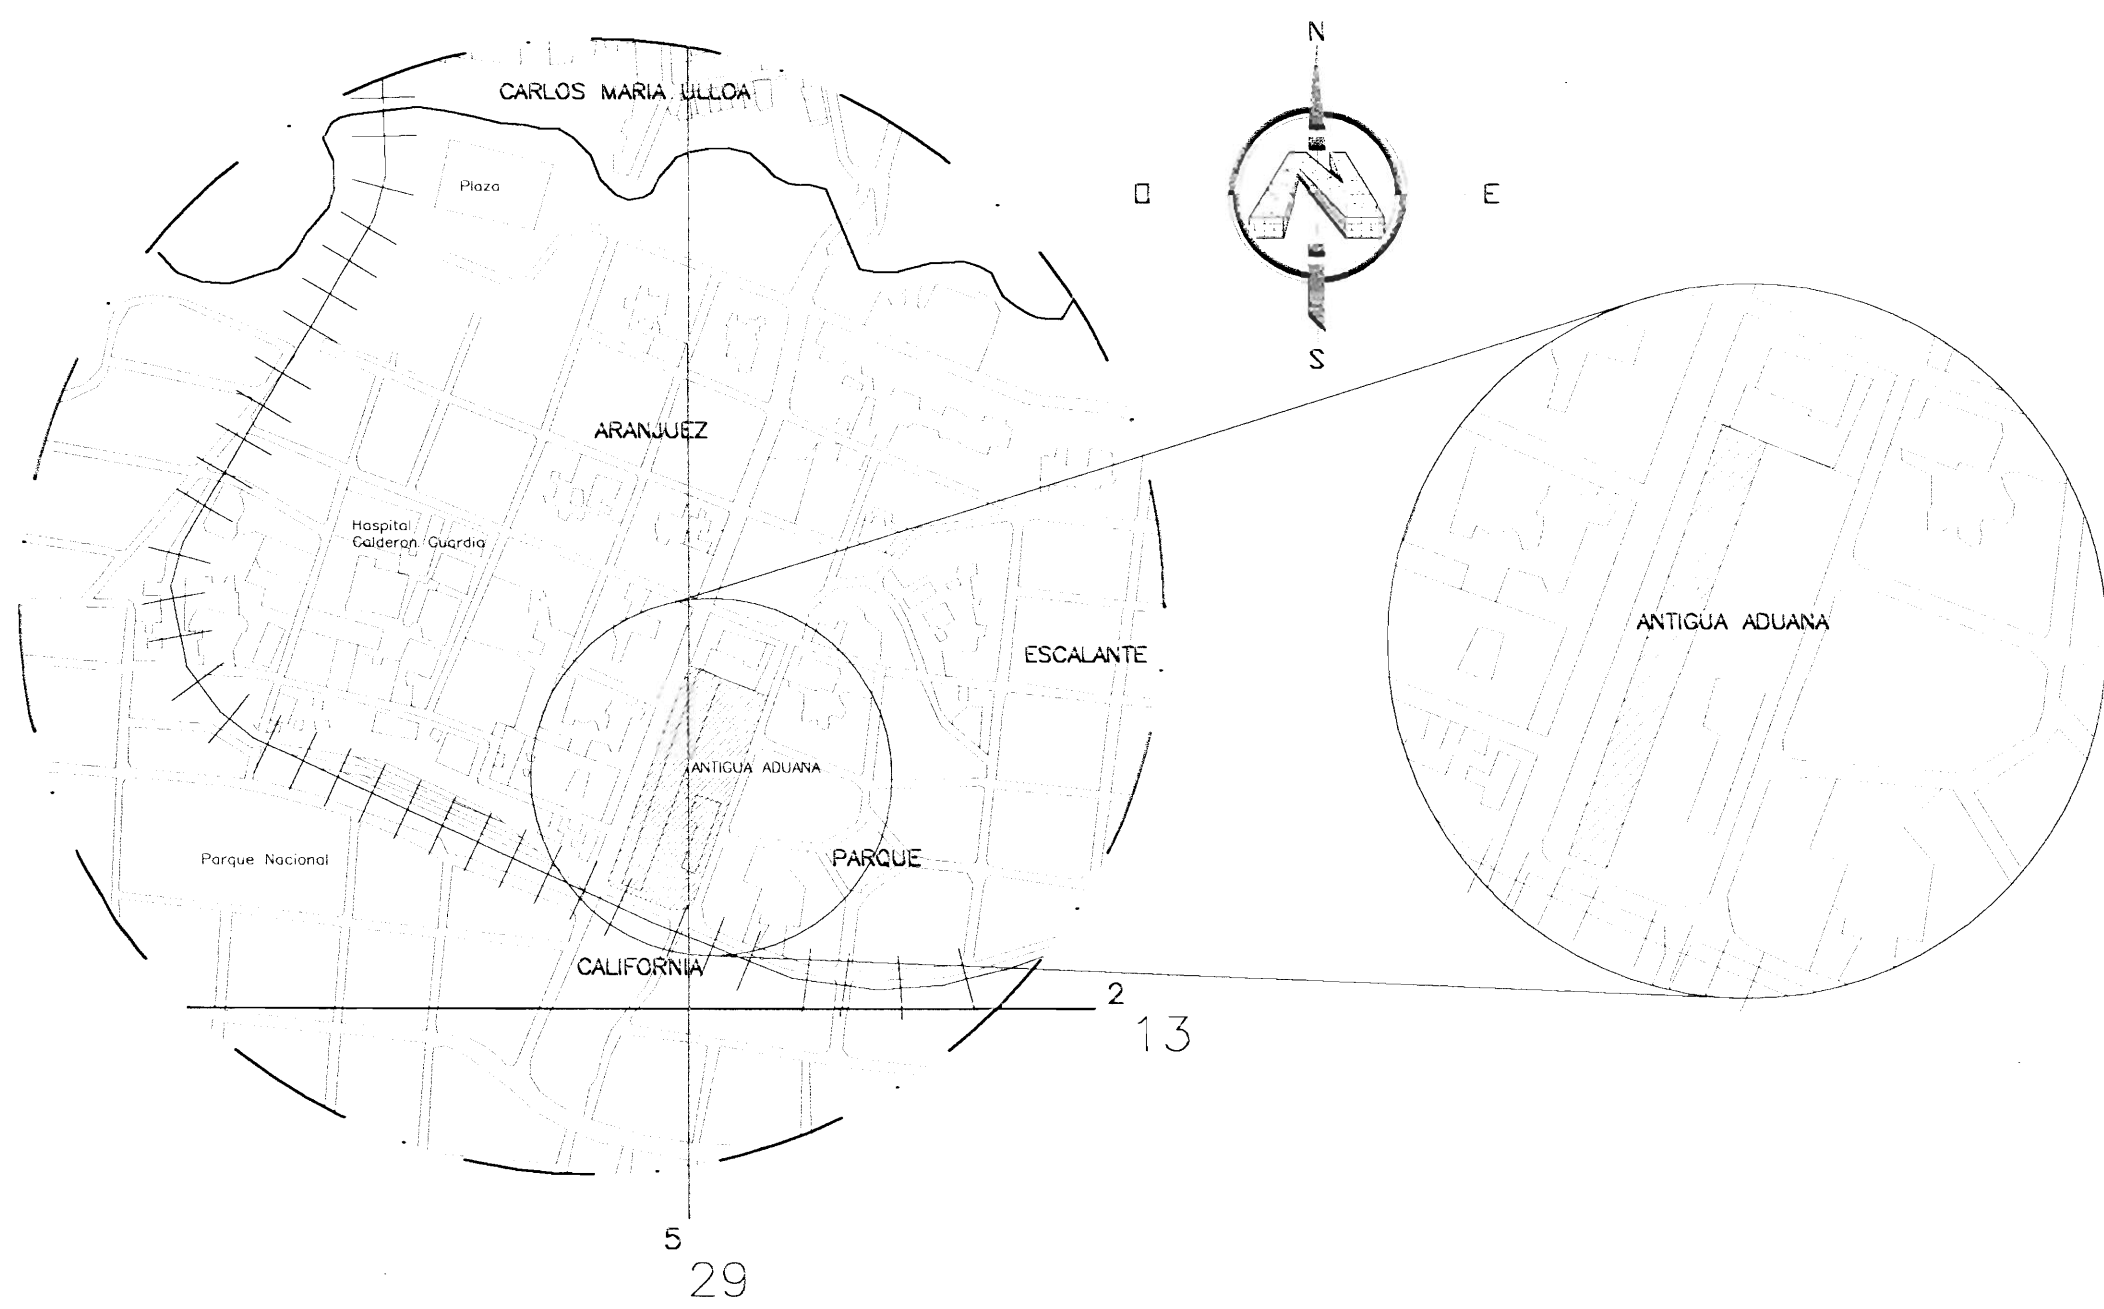 N
CARLOS MARIA ULLOA
Plaza
O
E
S
ARANJUEZ
Hospital
Calderon Guardia
ANTIGUA ADUANA
ESCALANTE
ANTIGUA ADUANA
Parque Nacional
PARQUE
CALIFORNIA
2
13
5
29